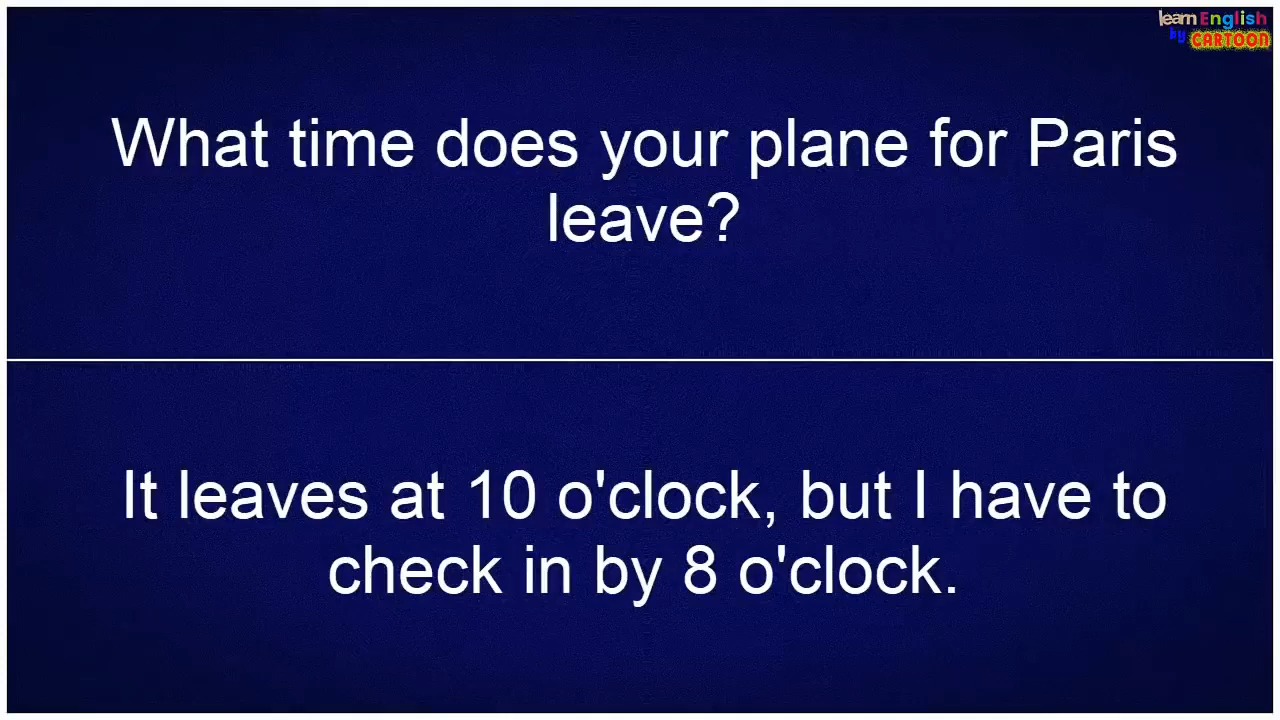 learn English
by CARTOON
What time does your plane for Paris
leave?
It leaves at 10 o'clock, but I have to
check in by 8 o'clock.